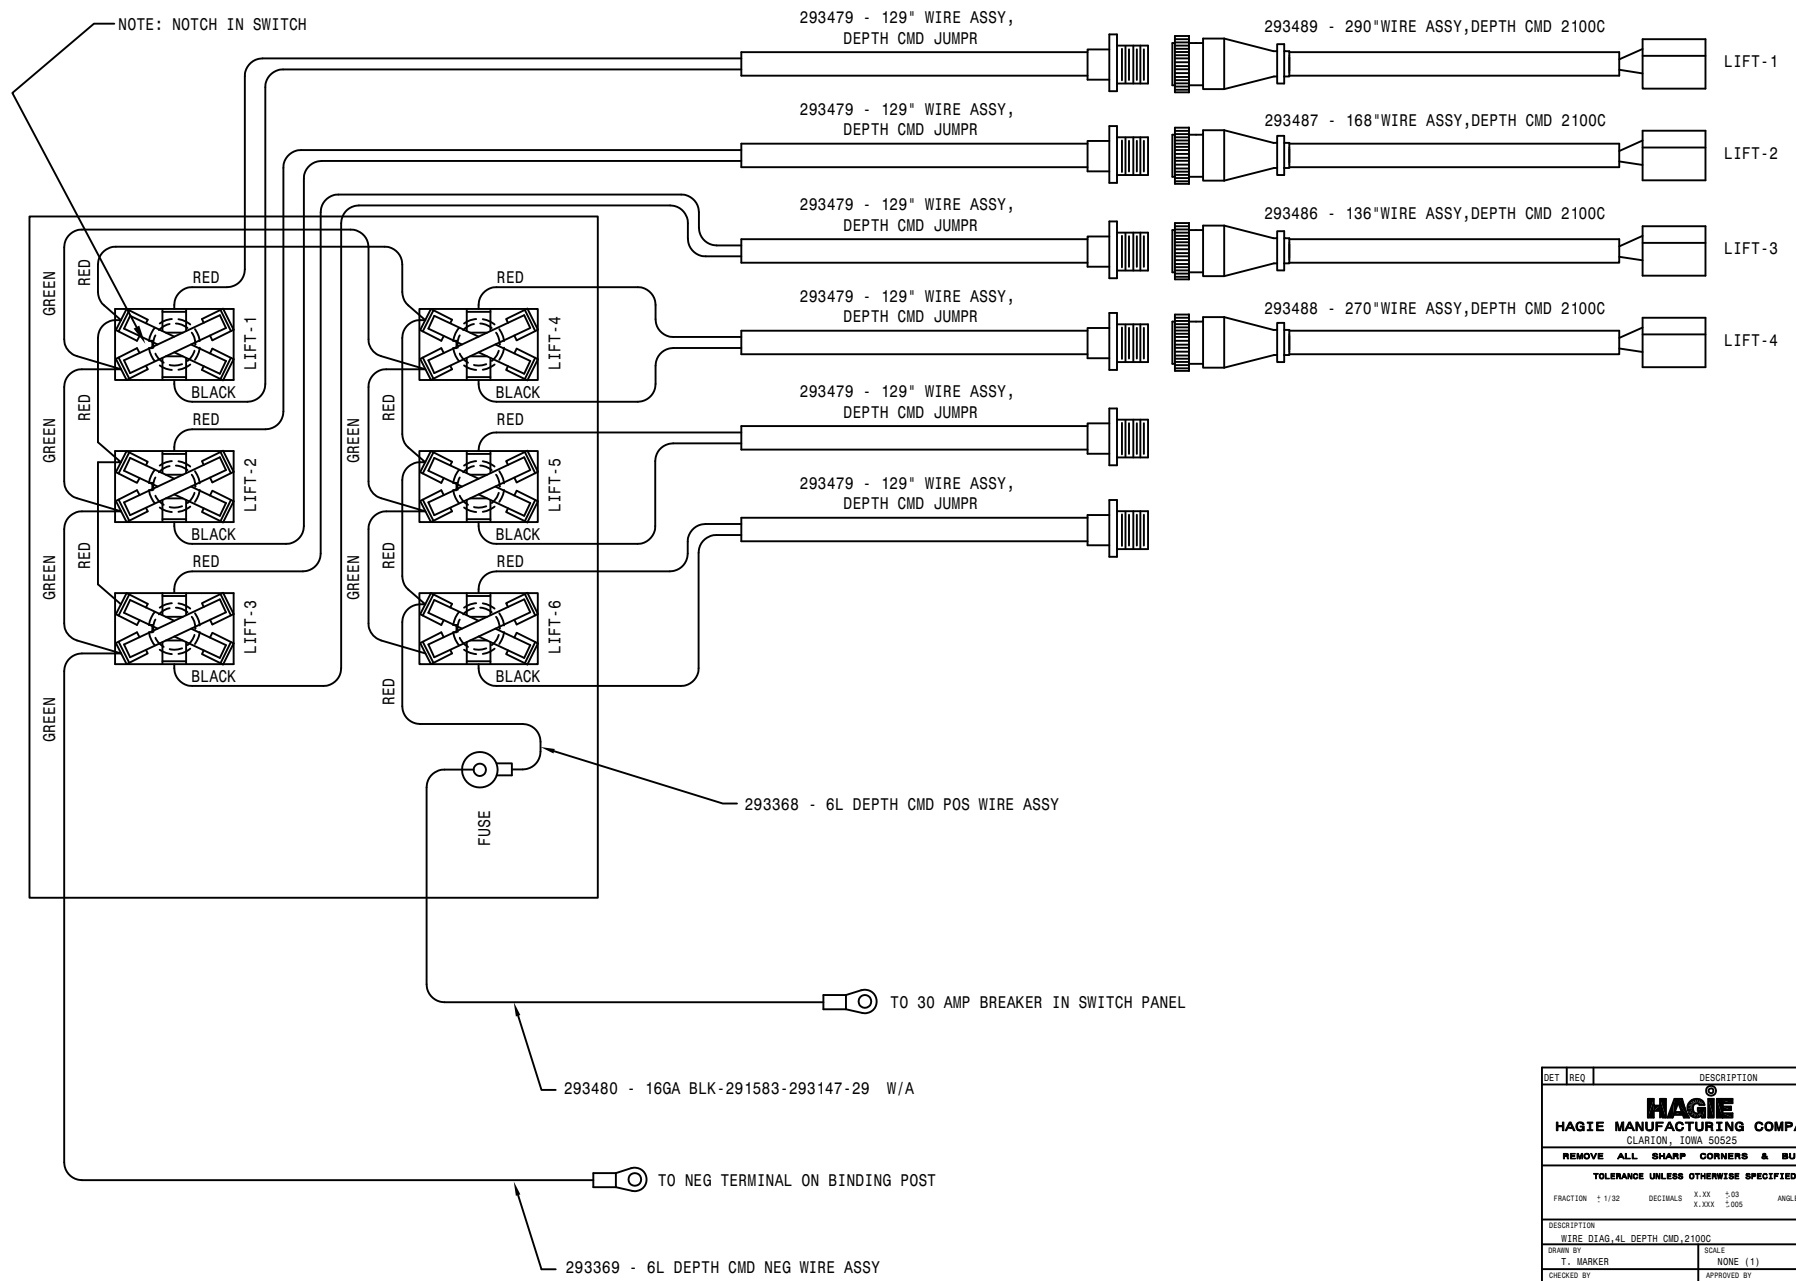 NOTE: NOTCH IN SWITCH
293479 - 129" WIRE ASSY,
DEPTH CMD JUMPR
293489 - 290"WIRE ASSY,DEPTH CMD 2100C
LIFT-1
293479 - 129" WIRE ASSY,
DEPTH CMD JUMPR
293487 - 168"WIRE ASSY,DEPTH CMD 2100C
LIFT-2
293479 - 129" WIRE ASSY,
DEPTH CMD JUMPR
293486 - 136"WIRE ASSY,DEPTH CMD 2100C
LIFT-3
293479 - 129" WIRE ASSY,
DEPTH CMD JUMPR
293488 - 270"WIRE ASSY,DEPTH CMD 2100C
LIFT-4
293479 - 129" WIRE ASSY,
DEPTH CMD JUMPR
293479 - 129" WIRE ASSY,
DEPTH CMD JUMPR
GREEN
RED
RED
LIFT-1
BLACK
RED
LIFT-4
BLACK
GREEN
RED
RED
LIFT-2
BLACK
GREEN
RED
RED
LIFT-5
BLACK
GREEN
RED
RED
LIFT-3
BLACK
GREEN
RED
RED
LIFT-6
BLACK
GREEN
RED
FUSE
293368 - 6L DEPTH CMD POS WIRE ASSY
TO 30 AMP BREAKER IN SWITCH PANEL
293480 - 16GA BLK-291583-293147-29 W/A
TO NEG TERMINAL ON BINDING POST
293369 - 6L DEPTH CMD NEG WIRE ASSY
DET REQ DESCRIPTION
HAGIE
HAGIE MANUFACTURING COMPA
CLARION, IOWA 50525
REMOVE ALL SHARP CORNERS & BU
TOLERANCE UNLESS OTHERWISE SPECIFIED
FRACTION ± 1/32 DECIMALS X.XX ±.03 ANGLE
X.XXX ±.005
DESCRIPTION
WIRE DIAG,4L DEPTH CMD,2100C
DRAWN BY SCALE
T. MARKER NONE (1)
CHECKED BY APPROVED BY